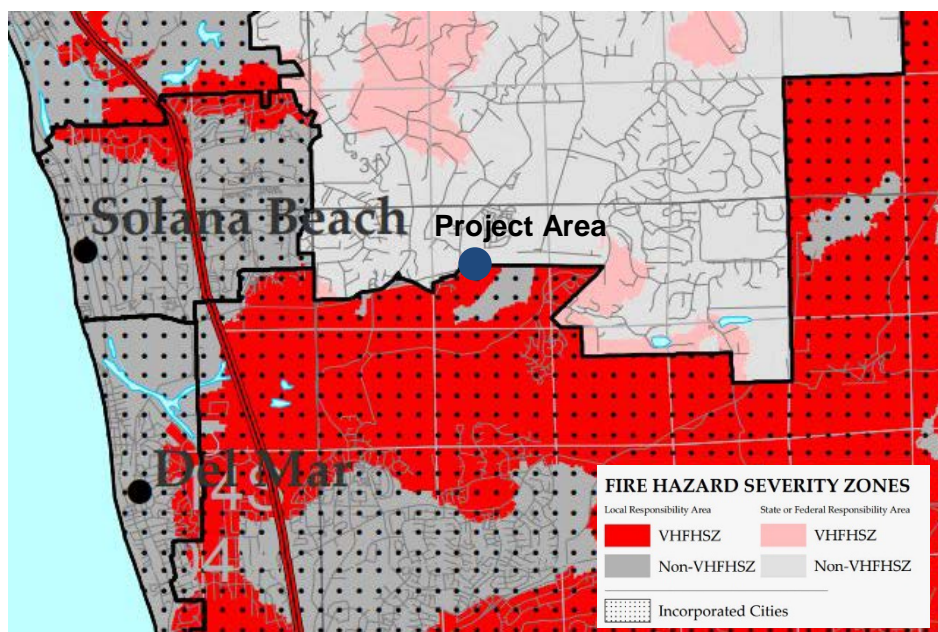 Solana Beach
Project Area
Del Mar
FIRE HAZARD SEVERITY ZONES
Local Responsibility Area State or Federal Responsibility Area
VHFHSZ VHFHSZ
Non-VHFHSZ Non-VHFHSZ
Incorporated Cities